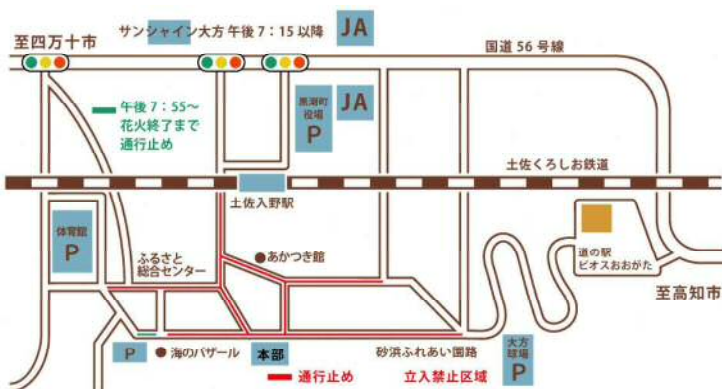 サンシャイン大方 午後7:15以降
JA
至四万十市
国道56号線
午後7:55〜
花火終了まで
通行止め
黒潮町
役場
P
JA
土佐くろしお鉄道
土佐入野駅
体育館
P
ふるさと
総合センター
●あかつき館
道の駅
ビオスおおがた
至高知市
P
●海のバザール
本部
砂浜ふれあい園路
大方
球場
P
通行止め
立入禁止区域